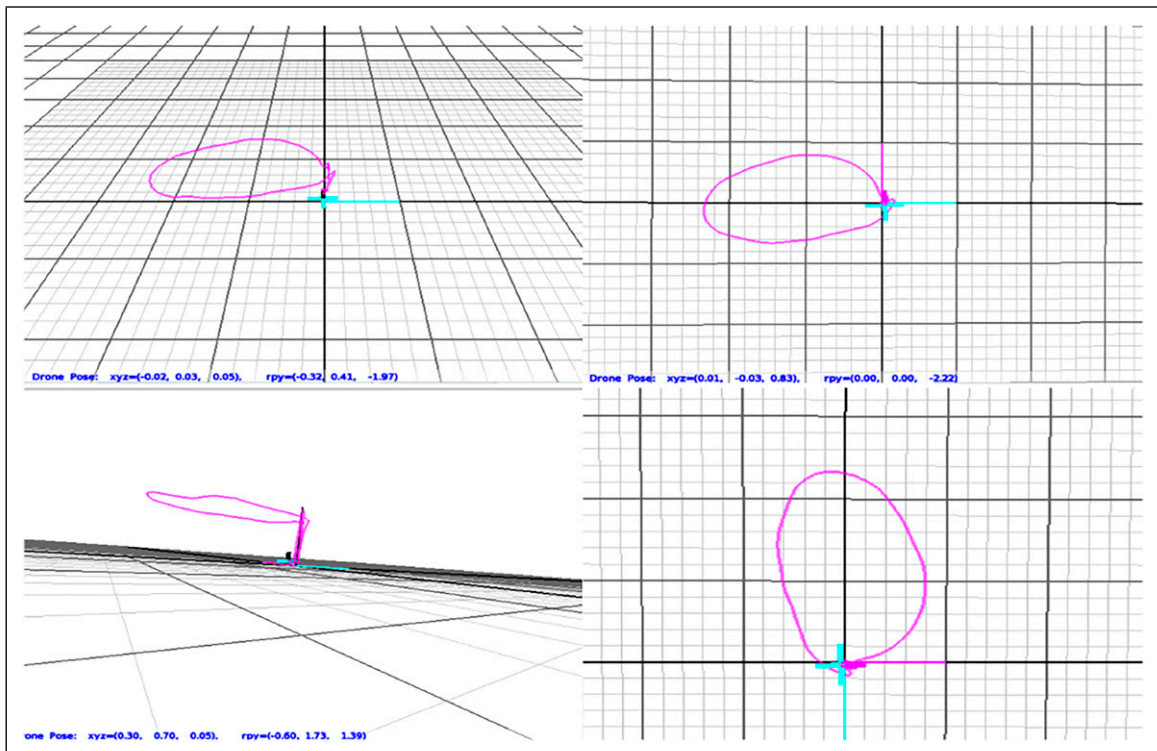 Drone Pose: xyz=(-0.02, 0.03, 0.05), rpy=(-0.32, 0.41, -1.97)
Drone Pose: xyz=(0.01, -0.03, 0.83), rpy=(0.00, 0.00, -2.22)
rone Pose: xyz=(0.30, 0.70, 0.05), rpy=(-0.60, 1.73, 1.39)